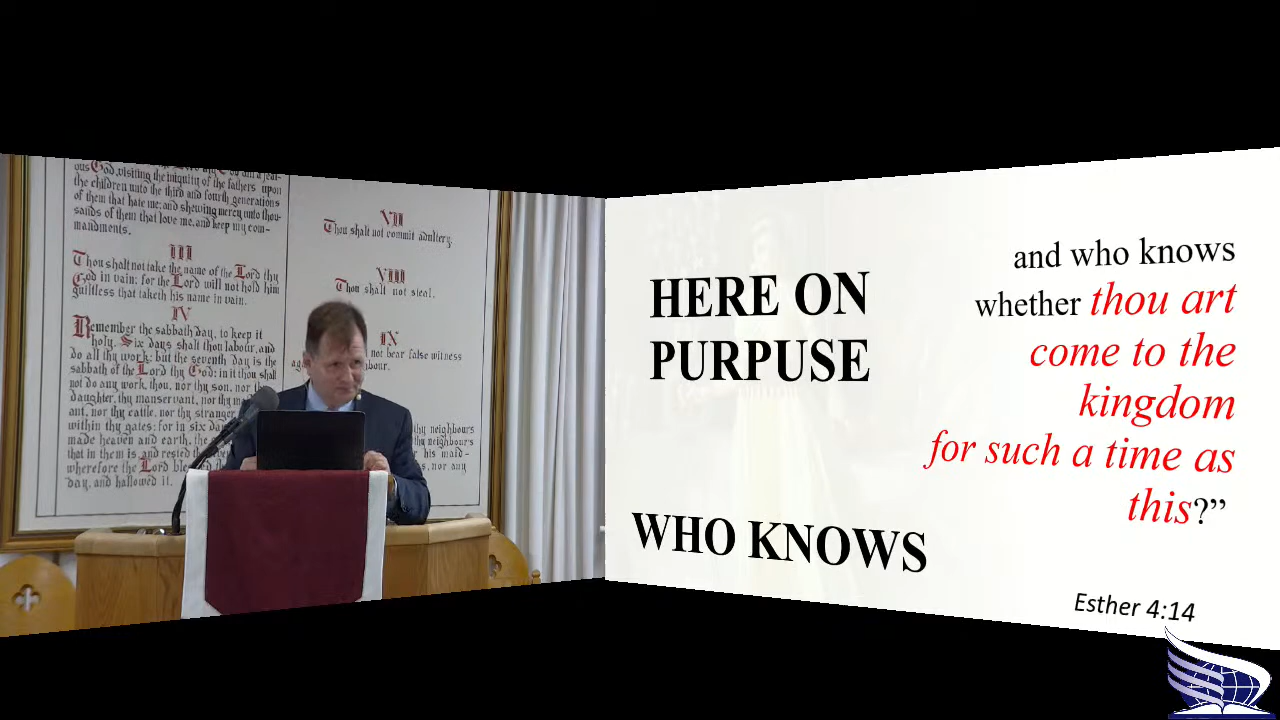 ous God, visiting the iniquity of the fathers upon
the children unto the third and fourth generations
of them that hate me; and shewing mercy unto thou-
sands of them that love me, and keep my com-
mandments.
III
Thou shalt not take the name of the Lord thy
God in vain: for the Lord will not hold him
guiltless that taketh his name in vain.
IV
Remember the sabbath day, to keep it
holy. Six days shalt thou labour, and
do all thy work: but the seventh day is the
sabbath of the Lord thy God: in it thou shalt
not do any work, thou, nor thy son, nor thy
daughter, thy manservant, nor thy maid-
ant, nor thy cattle, nor thy stranger
within thy gates: for in six days
made heaven and earth, the
that in them is, and rested the
wherefore the Lord
day, and hallowed it.
VII
Thou shalt not commit adultery.
VIII
Thou shalt not steal.
IX
not bear false witness
bour.
thy neighbours
thy neighbour's
his maid-
s, nor any
HERE ON
PURPUSE
WHO KNOWS
and who knows
whether thou art
come to the
kingdom
for such a time as
this?”
Esther 4:14